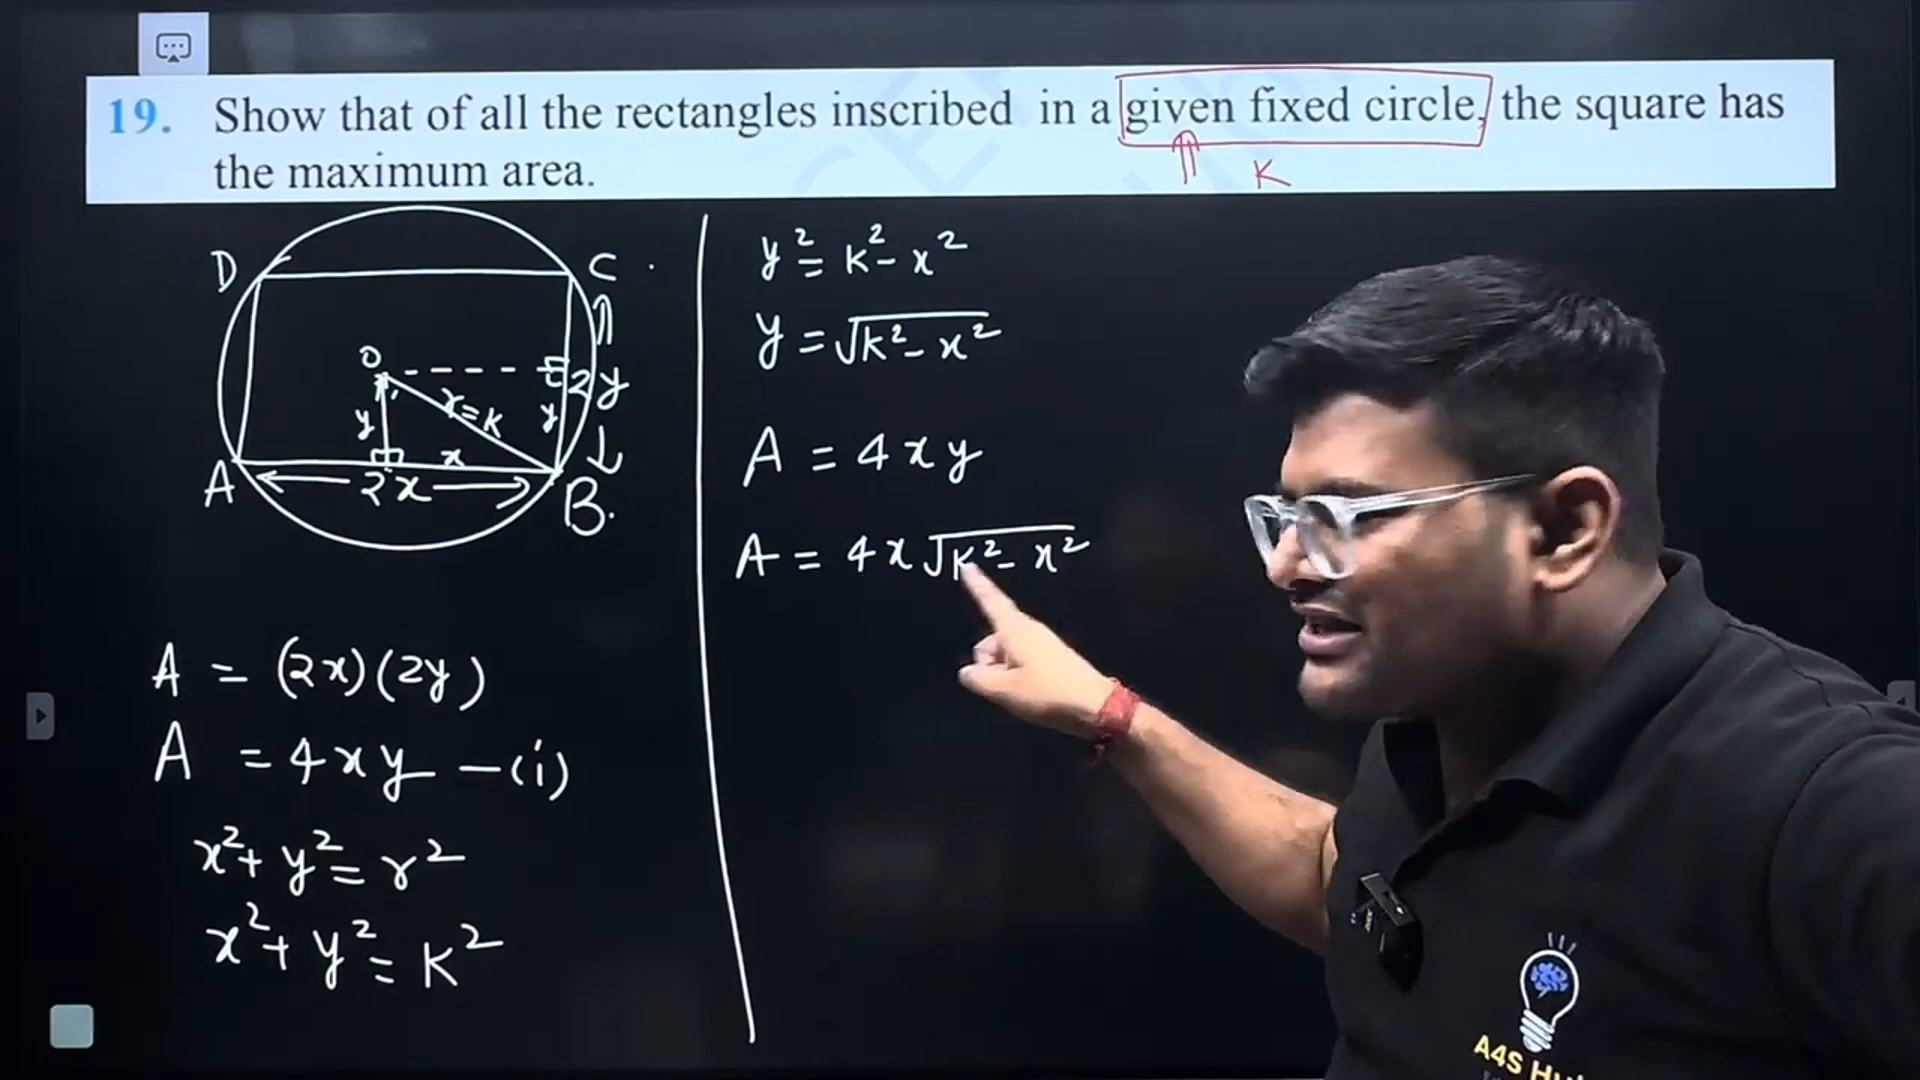 19. Show that of all the rectangles inscribed in a given fixed circle, the square has
the maximum area.
K
D
C
O
r=k
y
y
2y
x
A
2x
B.
A = (2x)(2y)
A = 4xy –(i)
x²+ y² = r²
x²+ y² = K²
y² = k² - x²
y = √k² - x²
A = 4xy
A = 4x√k² - x²
A4S